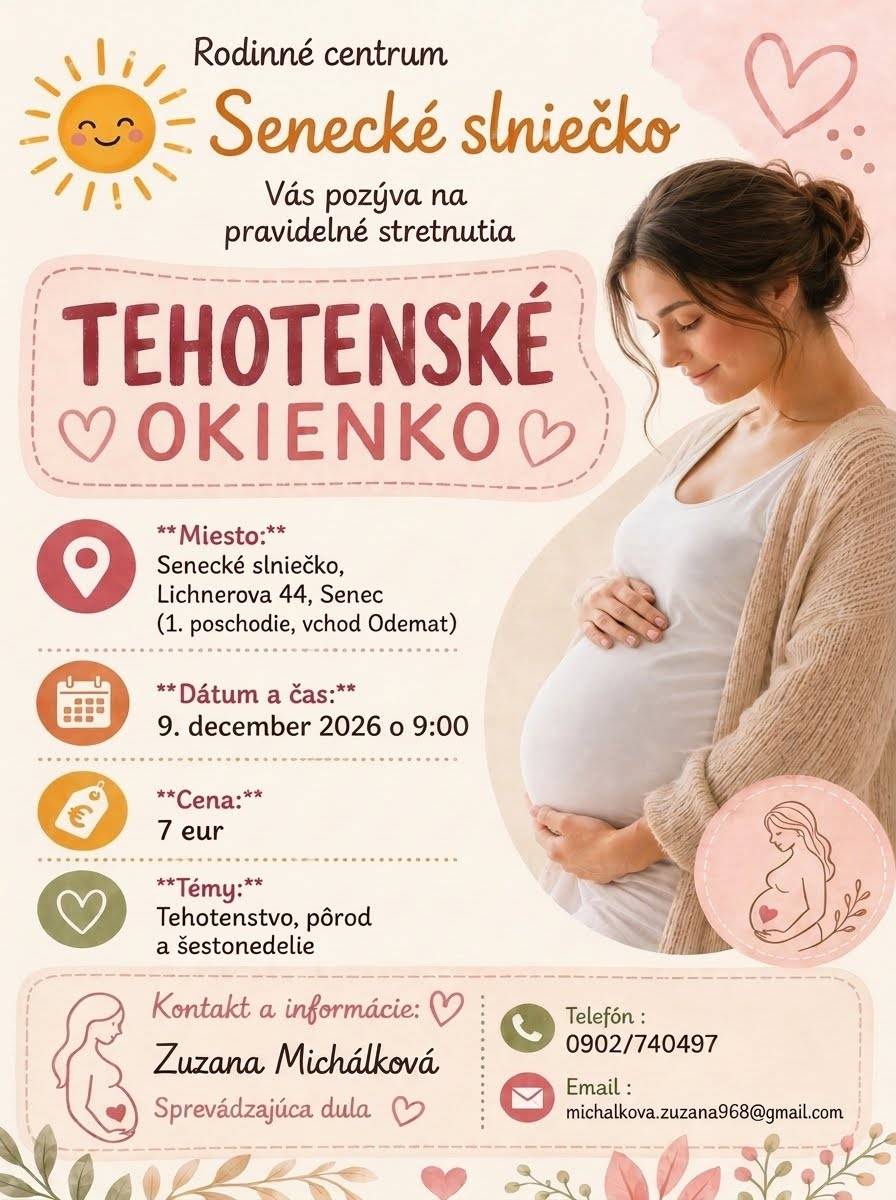 Rodinné centrum
Senecké slniečko
Vás pozýva na
pravidelné stretnutia
TEHOTENSKÉ
OKIENKO
**Miesto:**
Senecké slniečko,
Lichnerova 44, Senec
(1. poschodie, vchod Odemat)
**Dátum a čas:**
9. december 2026 o 9:00
**Cena:**
7 eur
**Témy:**
Tehotenstvo, pôrod
a šestonedelie
Kontakt a informácie:
Zuzana Michálková
Sprevádzajúca dula
Telefón :
0902/740497
Email :
michalkova.zuzana968@gmail.com